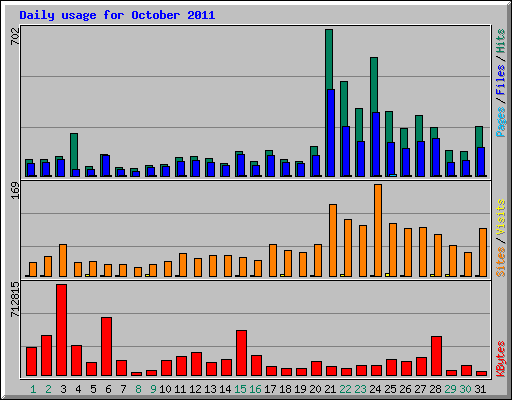 Daily usage for October 2011
702
Pages / Files / Hits
169
Sites / Visits
712815
KBytes
1 2 3 4 5 6 7 8 9 10 11 12 13 14 15 16 17 18 19 20 21 22 23 24 25 26 27 28 29 30 31